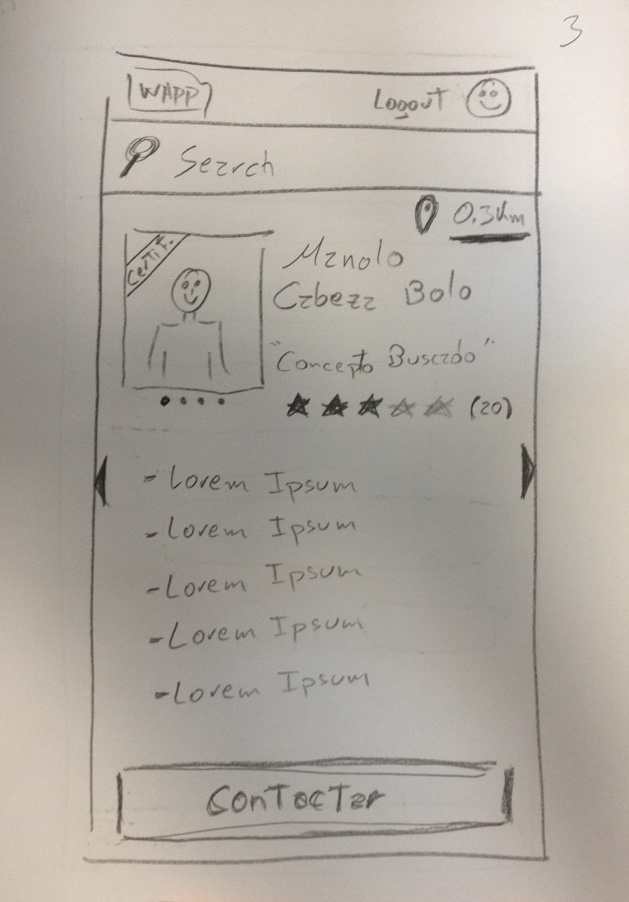 3
WAPP
Logout
Search
0.3Km
Certif.
Manolo
Cabeza Bolo
"Concepto Buscado"
(20)
- Lorem Ipsum
- Lorem Ipsum
- Lorem Ipsum
- Lorem Ipsum
- Lorem Ipsum
Contactar